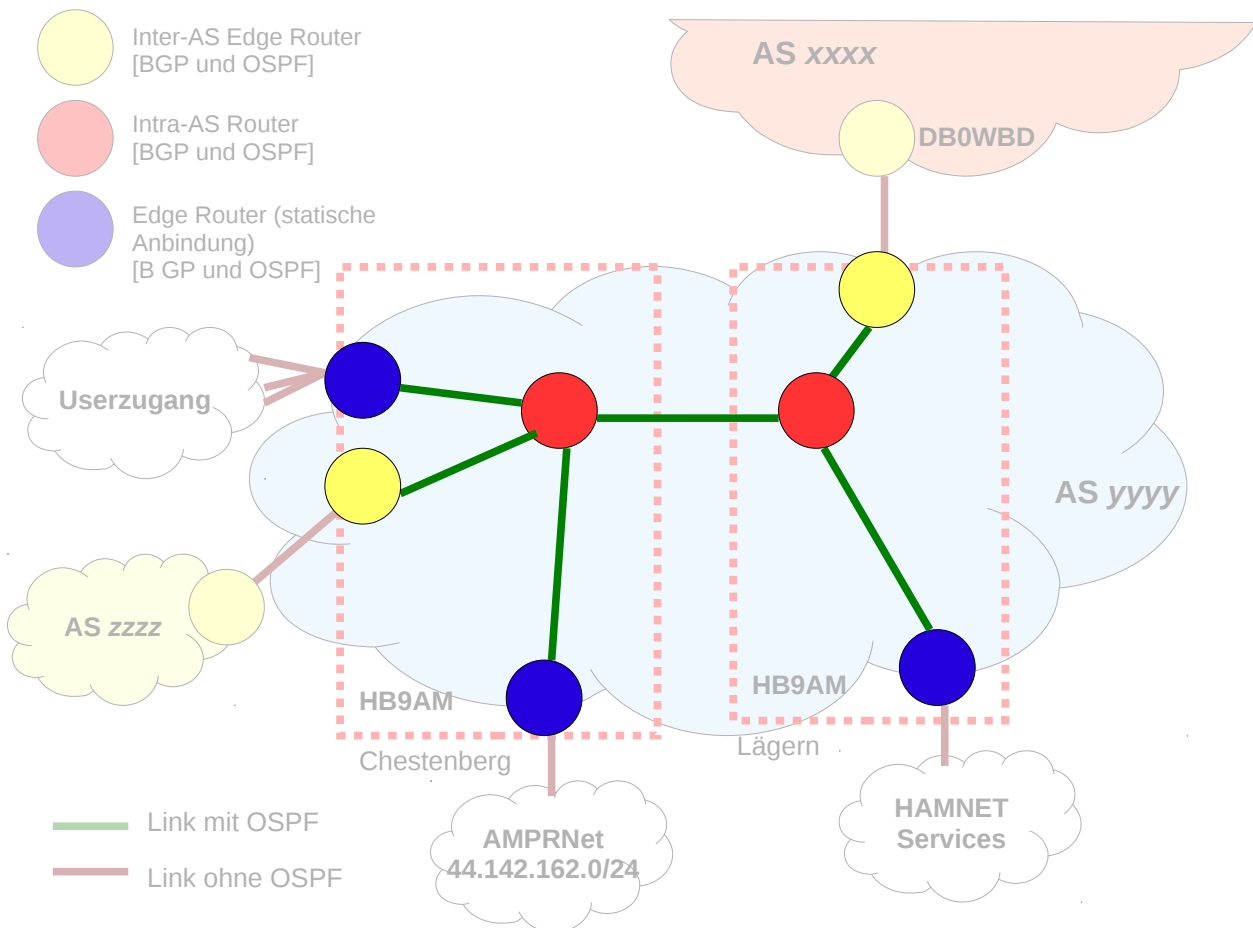 Inter-AS Edge Router
[BGP und OSPF]
Intra-AS Router
[BGP und OSPF]
Edge Router (statische
Anbindung)
[B GP und OSPF]
AS xxxx
DB0WBD
Userzugang
AS yyyy
AS zzzz
HB9AM
Chestenberg
HB9AM
Lägern
AMPRNet
44.142.162.0/24
HAMNET
Services
Link mit OSPF
Link ohne OSPF